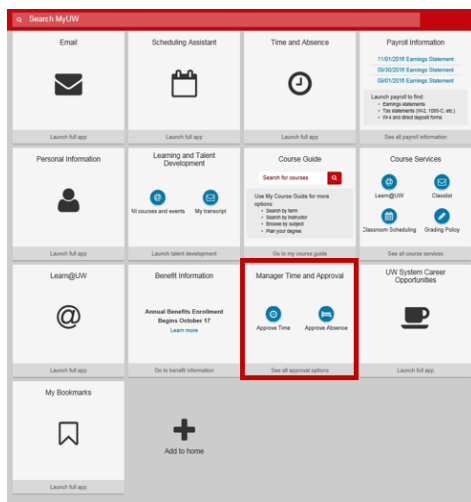 Search MyUW
Email
Launch full app
Scheduling Assistant
Launch full app
Time and Absence
Launch full app
Payroll Information
11/01/2016 Earnings Statement
09/30/2016 Earnings Statement
09/01/2016 Earnings Statement
Launch payroll to find:
• Earnings statements
• Tax statements (W-2, 1095-C, etc.)
• W-4 and direct deposit forms
See all payroll information
Personal Information
Launch full app
Learning and Talent
Development
All courses and events My transcript
Launch talent development
Course Guide
Search for courses
Use My Course Guide for more
options:
• Search by term
• Search by instructor
• Browse by subject
• Plan your degree
Go to my course guide
Course Services
Learn@UW Classlist
Classroom Scheduling Grading Policy
See all course services
Learn@UW
@
Launch full app
Benefit Information
Annual Benefits Enrollment
Begins October 17
Learn more
Go to benefit information
Manager Time and Approval
Approve Time Approve Absence
See all approval options
UW System Career
Opportunities
Launch full app
My Bookmarks
Launch full app
Add to home